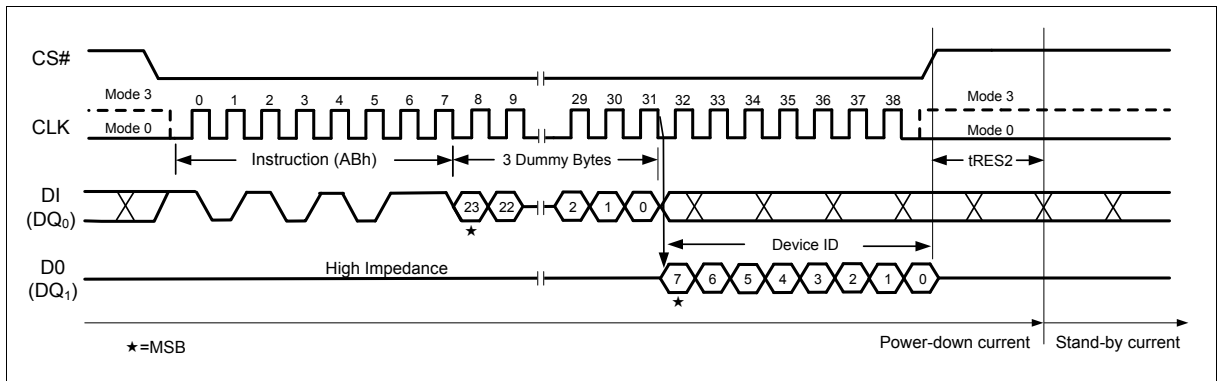 CS#
Mode 3 0 1 2 3 4 5 6 7 8 9 29 30 31 32 33 34 35 36 37 38 Mode 3
CLK Mode 0 Mode 0
Instruction (ABh) 3 Dummy Bytes tRES2
DI
(DQ0) 23 22 2 1 0
★
Device ID
D0 High Impedance
(DQ1) 7 6 5 4 3 2 1 0
★
★=MSB Power-down current Stand-by current